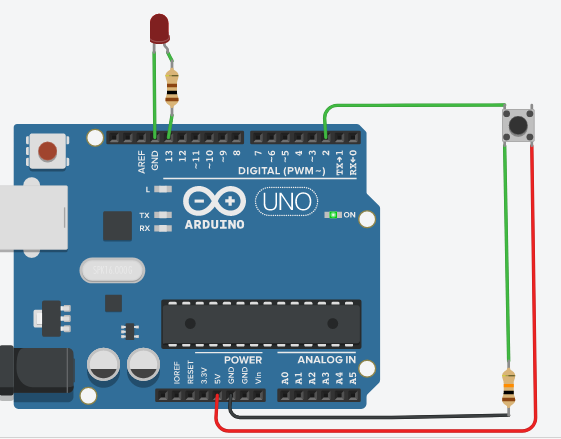 AREF
GND
13
12
~11
~10
~9
8
7
~6
~5
4
~3
2
TX→1
RX←0
DIGITAL (PWM~)
L
TX
RX
UNO
ON
ARDUINO
POWER
ANALOG IN
IOREF
RESET
3.3V
5V
GND
GND
Vin
A0
A1
A2
A3
A4
A5